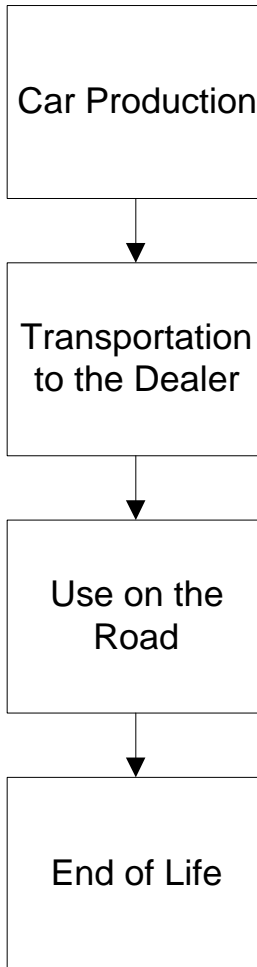 Car Production
Transportation
to the Dealer
Use on the
Road
End of Life